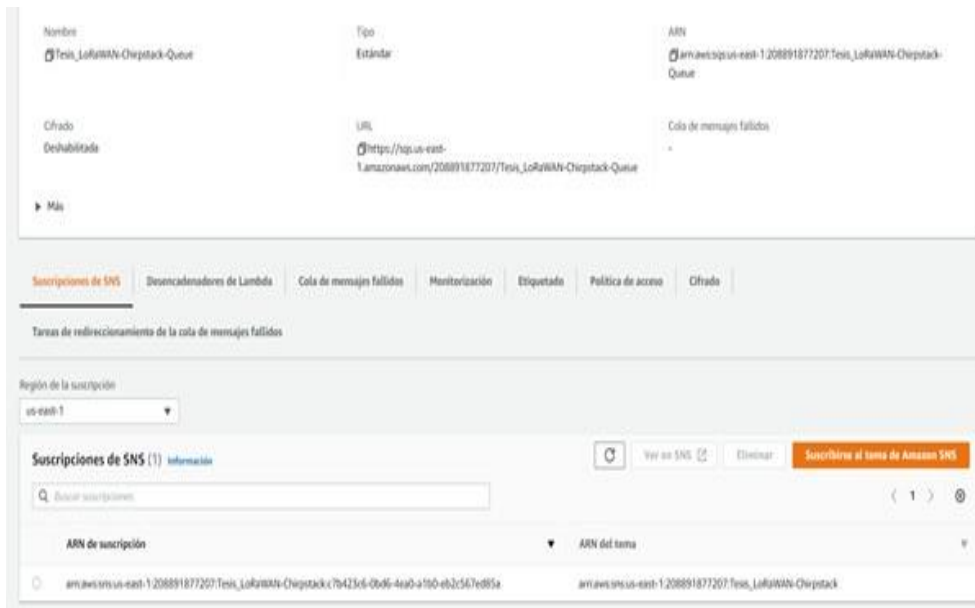 Nombre
Tipo
ARN
Tesis_LoRaWAN-Chirpstack-Queue
Estándar
arn:aws:sqs:us-east-1:208891877207:Tesis_LoRaWAN-Chirpstack-
Queue
Cifrado
URL
Cola de mensajes fallidos
Deshabilitada
https://sqs.us-east-
1.amazonaws.com/208891877207/Tesis_LoRaWAN-Chirpstack-Queue
-
Más
Suscripciones de SNS
Desencadenadores de Lambda
Cola de mensajes fallidos
Monitorización
Etiquetado
Política de acceso
Cifrado
Tareas de redireccionamiento de la cola de mensajes fallidos
Región de la suscripción
us-east-1
Suscripciones de SNS (1) Información
Ver en SNS
Eliminar
Suscribirse al tema de Amazon SNS
Buscar suscripciones
1
ARN de suscripción
ARN del tema
arn:aws:sns:us-east-1:208891877207:Tesis_LoRaWAN-Chirpstack:c7b423c6-0bd6-4ea0-a1b0-eb2c567ed85a
arn:aws:sns:us-east-1:208891877207:Tesis_LoRaWAN-Chirpstack